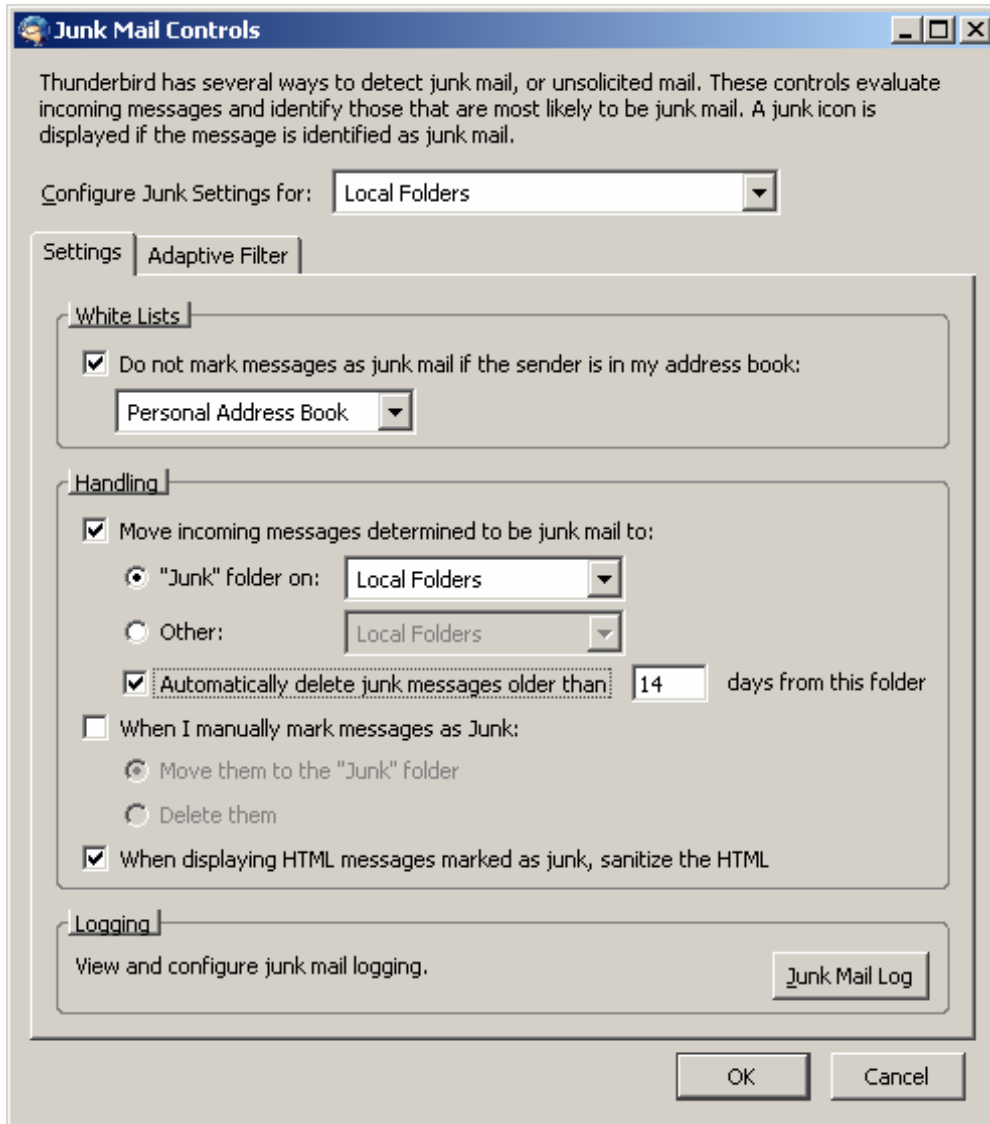 Junk Mail Controls
Thunderbird has several ways to detect junk mail, or unsolicited mail. These controls evaluate
incoming messages and identify those that are most likely to be junk mail. A junk icon is
displayed if the message is identified as junk mail.
Configure Junk Settings for: Local Folders
Settings Adaptive Filter
White Lists
Do not mark messages as junk mail if the sender is in my address book:
Personal Address Book
Handling
Move incoming messages determined to be junk mail to:
"Junk" folder on: Local Folders
Other: Local Folders
Automatically delete junk messages older than 14 days from this folder
When I manually mark messages as Junk:
Move them to the "Junk" folder
Delete them
When displaying HTML messages marked as junk, sanitize the HTML
Logging
View and configure junk mail logging. Junk Mail Log
OK Cancel